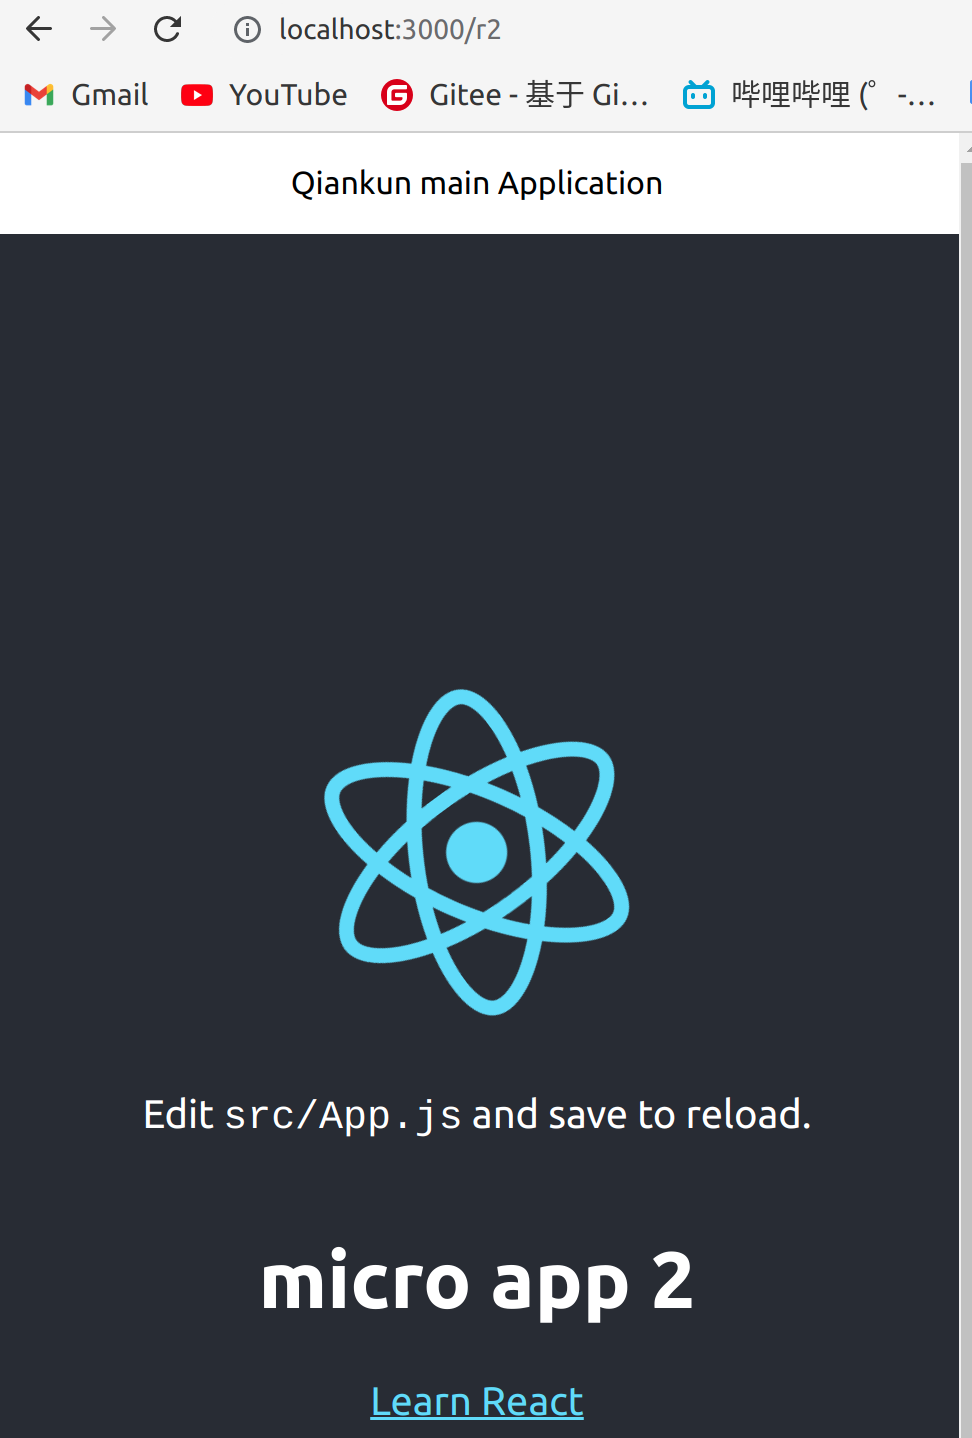 localhost:3000/r2
Gmail YouTube Gitee - 基于 Gi… 哔哩哔哩 (゜-…
Qiankun main Application
Edit src/App.js and save to reload.
micro app 2
Learn React